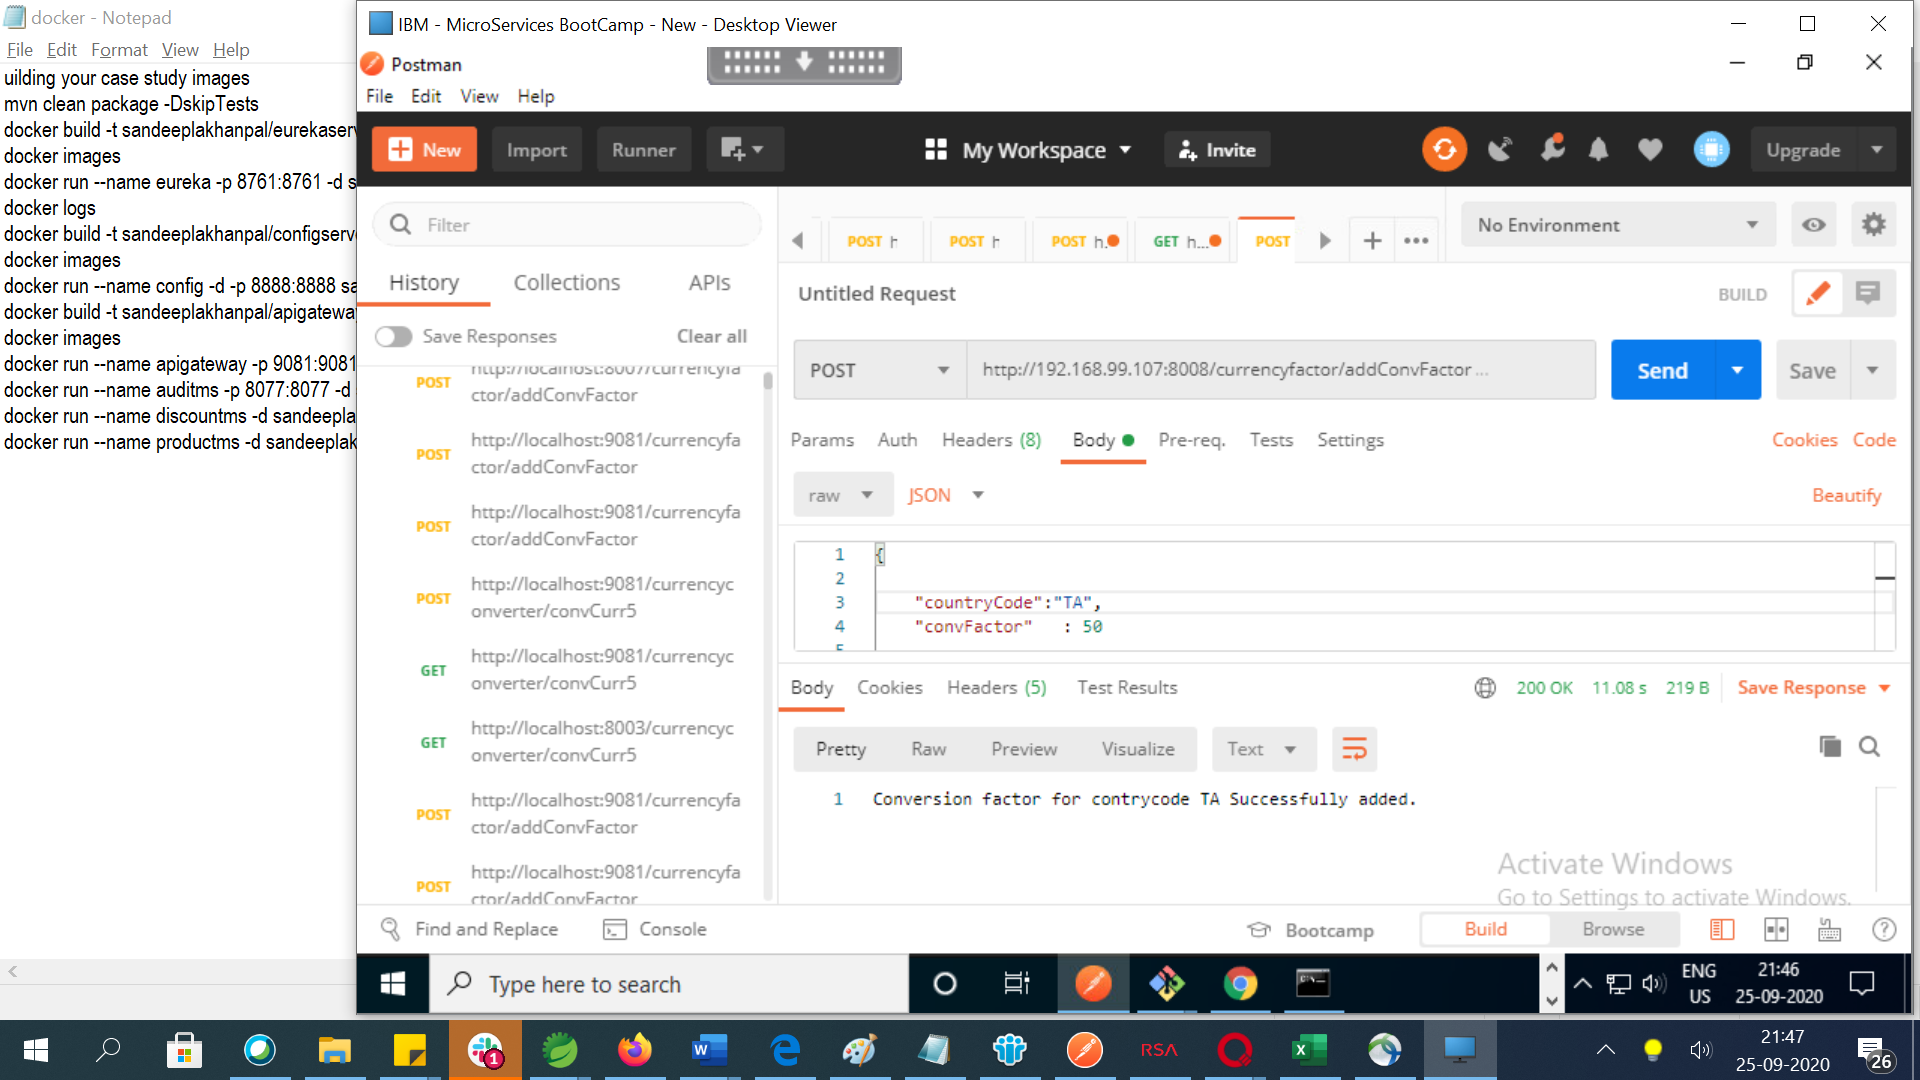 docker - Notepad
File Edit Format View Help
uilding your case study images
mvn clean package -DskipTests
docker build -t sandeeplakhanpal/eurekaserv
docker images
docker run --name eureka -p 8761:8761 -d s
docker logs
docker build -t sandeeplakhanpal/configserv
docker images
docker run --name config -d -p 8888:8888 sa
docker build -t sandeeplakhanpal/apigateway
docker images
docker run --name apigateway -p 9081:9081
docker run --name auditms -p 8077:8077 -d
docker run --name discountms -d sandeepla
docker run --name productms -d sandeeplak
IBM - MicroServices BootCamp - New - Desktop Viewer
Postman
File Edit View Help
New Import Runner My Workspace Invite Upgrade
Filter
History Collections APIs
Save Responses Clear all
POST http://localhost:8007/currencyfa
ctor/addConvFactor
POST http://localhost:9081/currencyfa
ctor/addConvFactor
POST http://localhost:9081/currencyfa
ctor/addConvFactor
POST http://localhost:9081/currencyc
onverter/convCurr5
GET http://localhost:9081/currencyc
onverter/convCurr5
GET http://localhost:8003/currencyc
onverter/convCurr5
POST http://localhost:9081/currencyfa
ctor/addConvFactor
POST http://localhost:9081/currencyfa
ctor/addConvFactor
POST h POST h POST h. GET h... POST
No Environment
Untitled Request BUILD
POST http://192.168.99.107:8008/currencyfactor/addConvFactor ... Send Save
Params Auth Headers (8) Body Pre-req. Tests Settings Cookies Code
raw JSON Beautify
1 {
2
3 "countryCode":"TA",
4 "convFactor" : 50
5
Body Cookies Headers (5) Test Results 200 OK 11.08 s 219 B Save Response
Pretty Raw Preview Visualize Text
1 Conversion factor for contrycode TA Successfully added.
Activate Windows
Go to Settings to activate Windows.
Find and Replace Console Bootcamp Build Browse
Type here to search
ENG
US
21:46
25-09-2020
1
W
RSA
X
21:47
25-09-2020
26